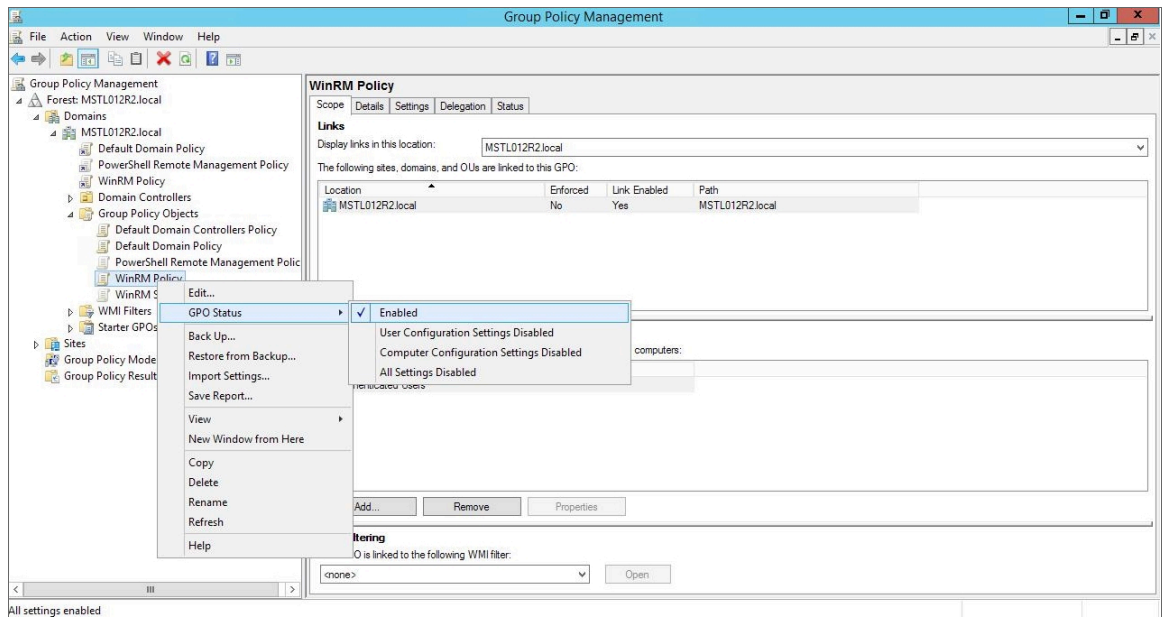 Group Policy Management
File Action View Window Help
Group Policy Management
Forest: MSTL012R2.local
Domains
MSTL012R2.local
Default Domain Policy
PowerShell Remote Management Policy
WinRM Policy
Domain Controllers
Group Policy Objects
Default Domain Controllers Policy
Default Domain Policy
PowerShell Remote Management Polic
WinRM Policy
WinRM S
WMI Filters
Starter GPOs
Sites
Group Policy Mode
Group Policy Result
Edit...
GPO Status
Back Up...
Restore from Backup...
Import Settings...
Save Report...
View
New Window from Here
Copy
Delete
Rename
Refresh
Help
Enabled
User Configuration Settings Disabled
Computer Configuration Settings Disabled
All Settings Disabled
WinRM Policy
Scope Details Settings Delegation Status
Links
Display links in this location: MSTL012R2.local
The following sites, domains, and OUs are linked to this GPO:
Location Enforced Link Enabled Path
MSTL012R2.local No Yes MSTL012R2.local
computers:
Users
Add... Remove Properties
ltering
O is linked to the following WMI filter:
<none> Open
All settings enabled